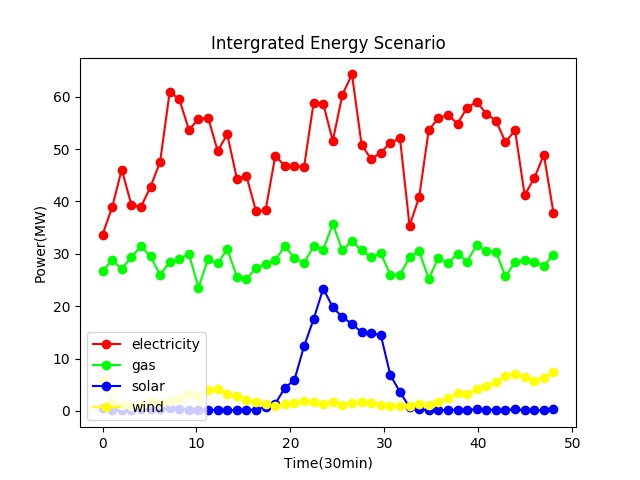 Intergrated Energy Scenario
Power(MW)
60
50
40
30
20
10
0
electricity
gas
solar
wind
0 10 20 30 40 50
Time(30min)